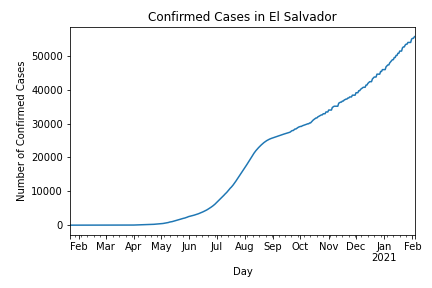 Confirmed Cases in El Salvador
Number of Confirmed Cases
50000
40000
30000
20000
10000
0
Feb Mar Apr May Jun Jul Aug Sep Oct Nov Dec Jan Feb
2021
Day